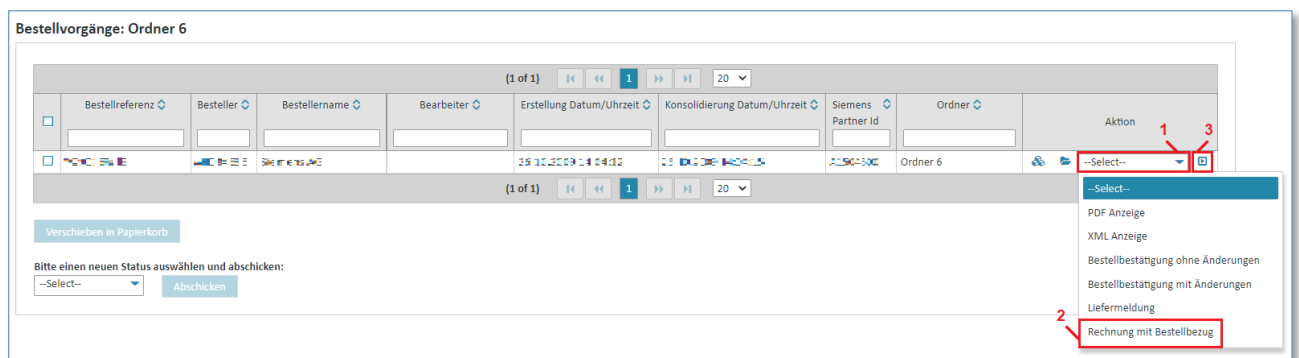 Bestellvorgänge: Ordner 6
(1 of 1) 1 20
Bestellreferenz Besteller Bestellername Bearbeiter Erstellung Datum/Uhrzeit Konsolidierung Datum/Uhrzeit Siemens Partner Id Ordner Aktion
1 3
Siemens AG Ordner 6 --Select--
(1 of 1) 1 20
--Select--
PDF Anzeige
XML Anzeige
Bestellbestätigung ohne Änderungen
Bestellbestätigung mit Änderungen
Liefermeldung
2 Rechnung mit Bestellbezug
Verschieben in Papierkorb
Bitte einen neuen Status auswählen und abschicken:
--Select-- Abschicken